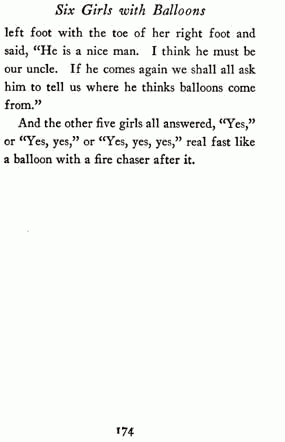 Six Girls with Balloons
left foot with the toe of her right foot and
said, “He is a nice man. I think he must be
our uncle. If he comes again we shall all ask
him to tell us where he thinks balloons come
from.”
And the other five girls all answered, “Yes,”
or “Yes, yes,” or “Yes, yes, yes,” real fast like
a balloon with a fire chaser after it.
174